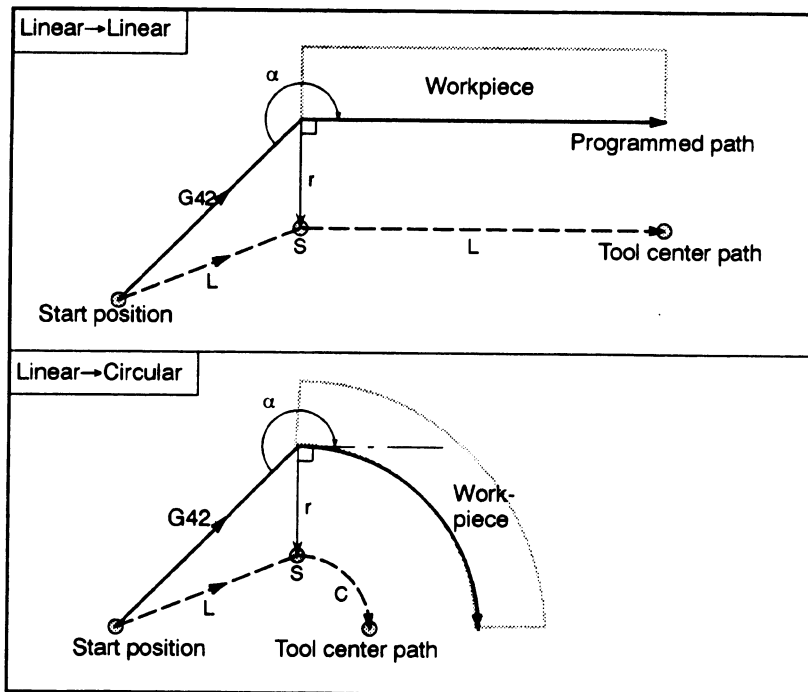 Linear→Linear
α
Workpiece
Programmed path
G42
r
S
L
Tool center path
L
Start position
Linear→Circular
α
Work-
piece
G42
r
S
L
C
Start position
Tool center path